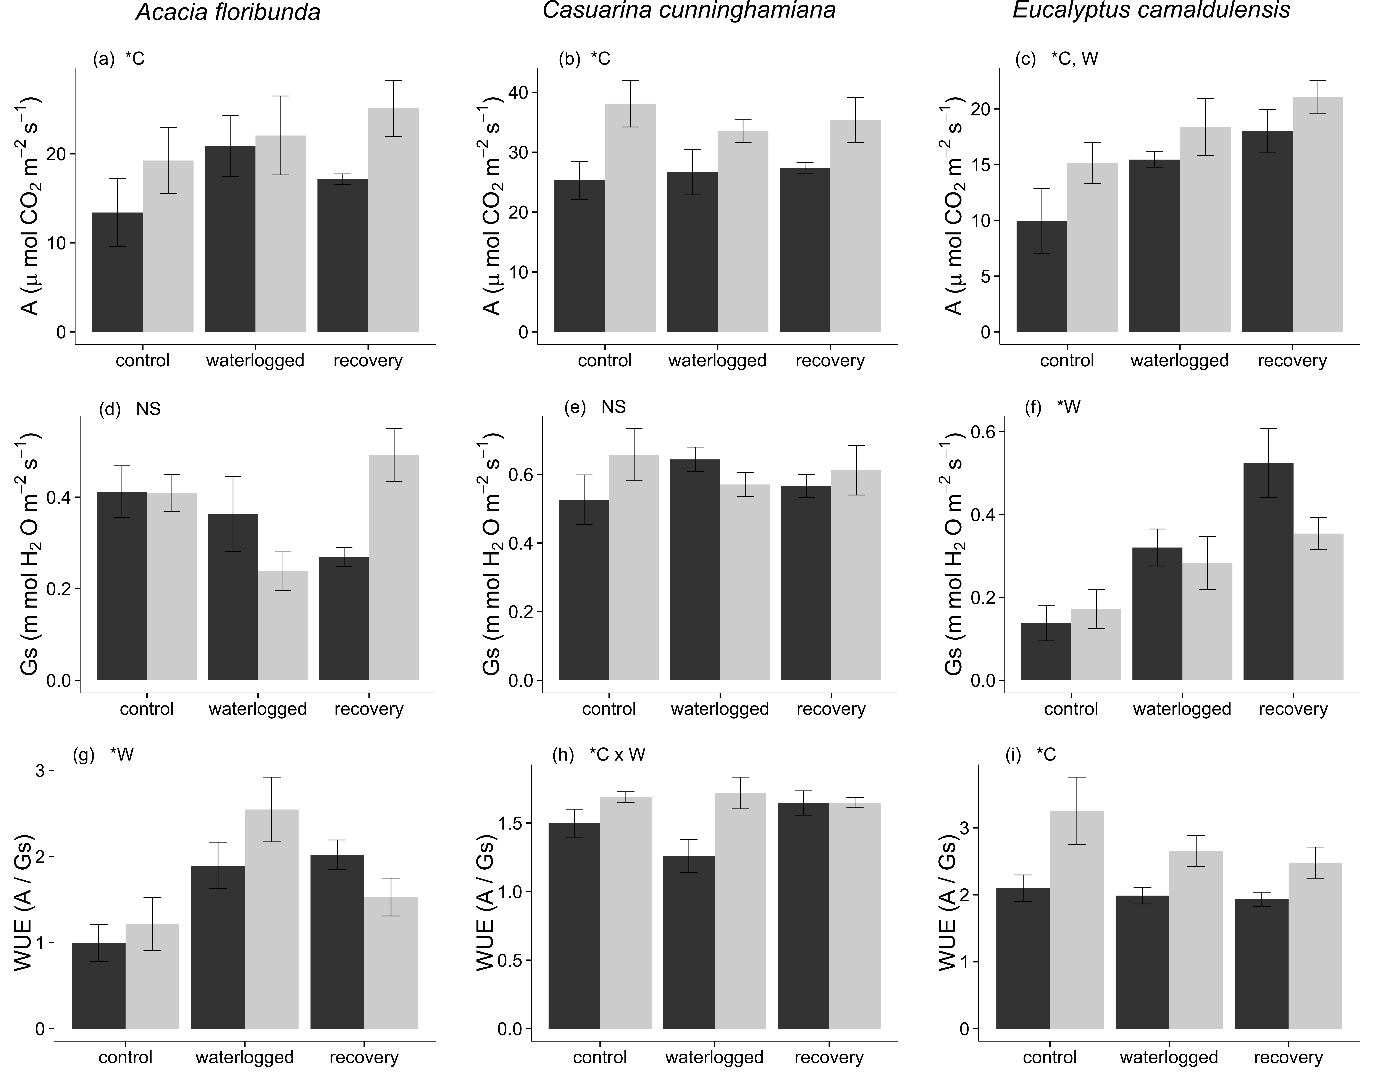 Acacia floribunda
Casuarina cunninghamiana
Eucalyptus camaldulensis
(a) *C
A (μ mol CO₂ m⁻² s⁻¹)
20
10
0
control waterlogged recovery
(b) *C
A (μ mol CO₂ m⁻² s⁻¹)
40
30
20
10
0
control waterlogged recovery
(c) *C, W
A (μ mol CO₂ m⁻² s⁻¹)
20
15
10
5
0
control waterlogged recovery
(d) NS
Gs (m mol H₂ O m⁻² s⁻¹)
0.4
0.2
0.0
control waterlogged recovery
(e) NS
Gs (m mol H₂ O m⁻² s⁻¹)
0.6
0.4
0.2
0.0
control waterlogged recovery
(f) *W
Gs (m mol H₂ O m⁻² s⁻¹)
0.6
0.4
0.2
0.0
control waterlogged recovery
(g) *W
WUE (A / Gs)
3
2
1
0
control waterlogged recovery
(h) *C x W
WUE (A / Gs)
1.5
1.0
0.5
0.0
control waterlogged recovery
(i) *C
WUE (A / Gs)
3
2
1
0
control waterlogged recovery